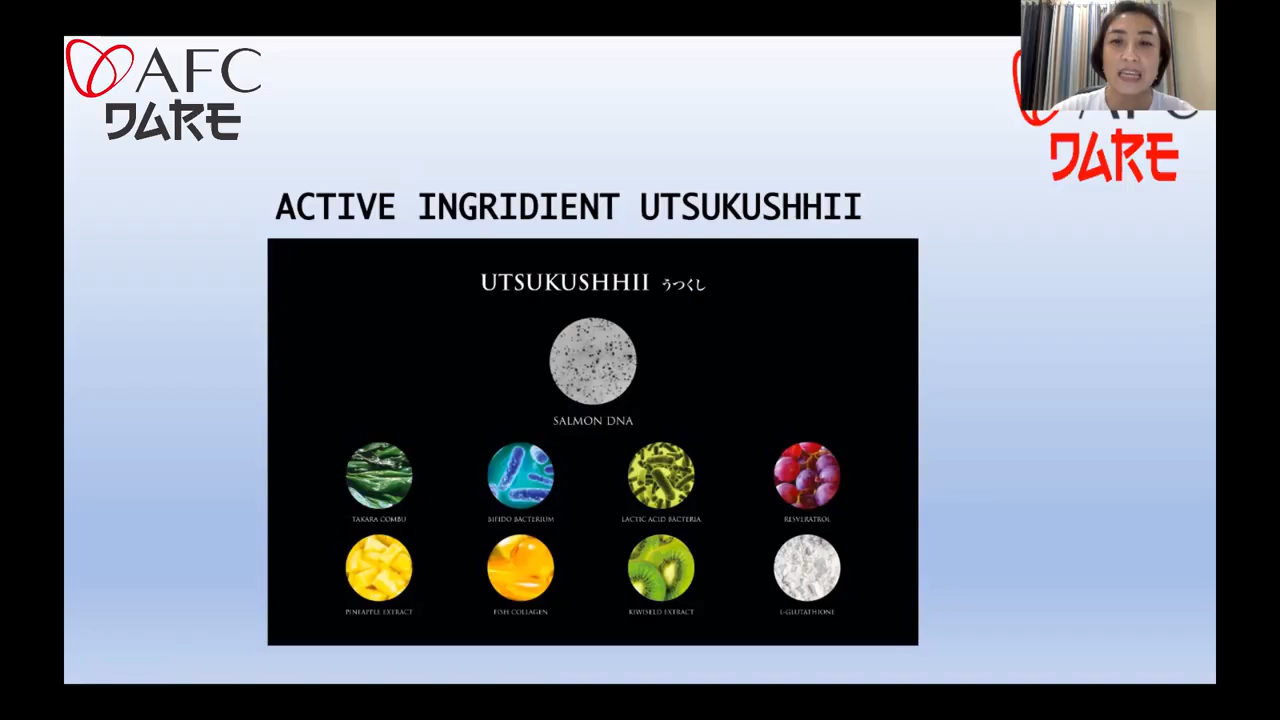 AFC
DARE
AFC
DARE
ACTIVE INGRIDIENT UTSUKUSHHII
UTSUKUSHHII うつくし
SALMON DNA
TAKARA COMBU
BIFIDO BACTERIUM
LACTIC ACID BACTERIA
RESVERATROL
PINEAPPLE EXTRACT
FISH COLLAGEN
KIWISEED EXTRACT
L-GLUTATHIONE